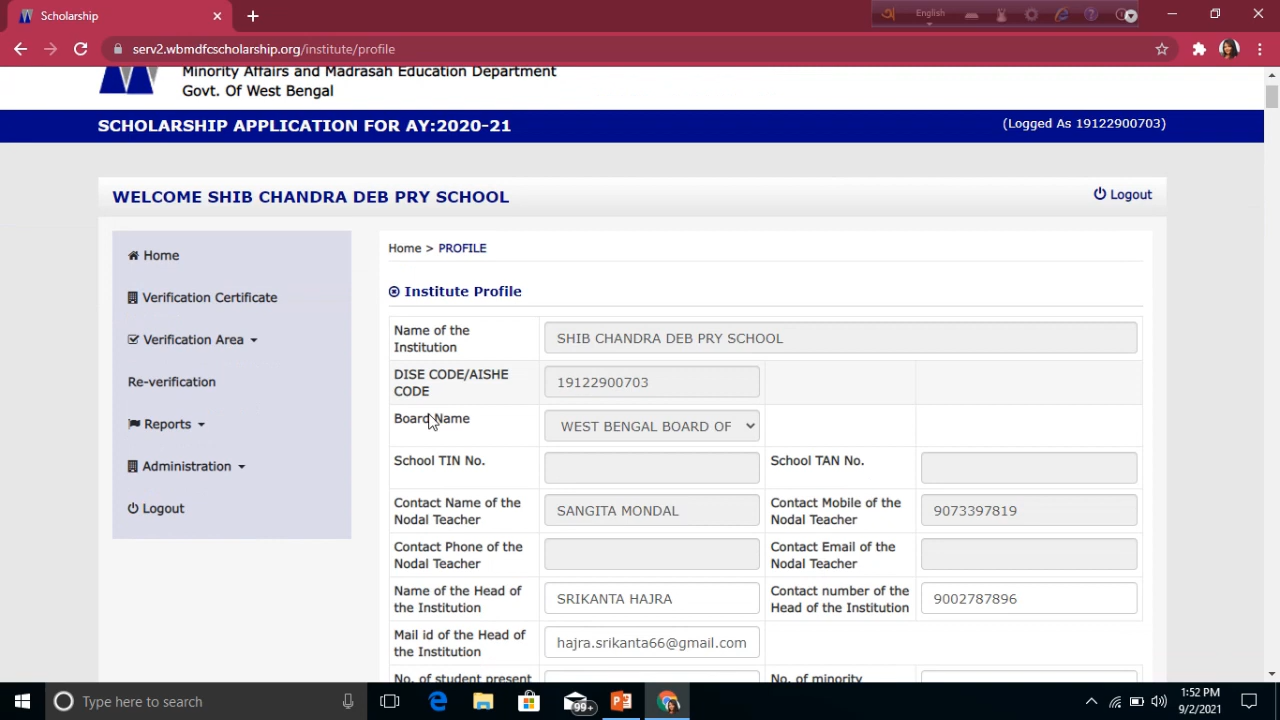 Scholarship
English
serv2.wbmdfcscholarship.org/institute/profile
Minority Affairs and Madrasah Education Department
Govt. Of West Bengal
SCHOLARSHIP APPLICATION FOR AY:2020-21
(Logged As 19122900703)
WELCOME SHIB CHANDRA DEB PRY SCHOOL
Logout
Home
Verification Certificate
Verification Area
Re-verification
Reports
Administration
Logout
Home > PROFILE
Institute Profile
Name of the
Institution
SHIB CHANDRA DEB PRY SCHOOL
DISE CODE/AISHE
CODE
19122900703
Board Name
WEST BENGAL BOARD OF
School TIN No.
School TAN No.
Contact Name of the
Nodal Teacher
SANGITA MONDAL
Contact Mobile of the
Nodal Teacher
9073397819
Contact Phone of the
Nodal Teacher
Contact Email of the
Nodal Teacher
Name of the Head of
the Institution
SRIKANTA HAJRA
Contact number of the
Head of the Institution
9002787896
Mail id of the Head of
the Institution
hajra.srikanta66@gmail.com
No. of student present
No. of minority
Type here to search
99+
1:52 PM
9/2/2021